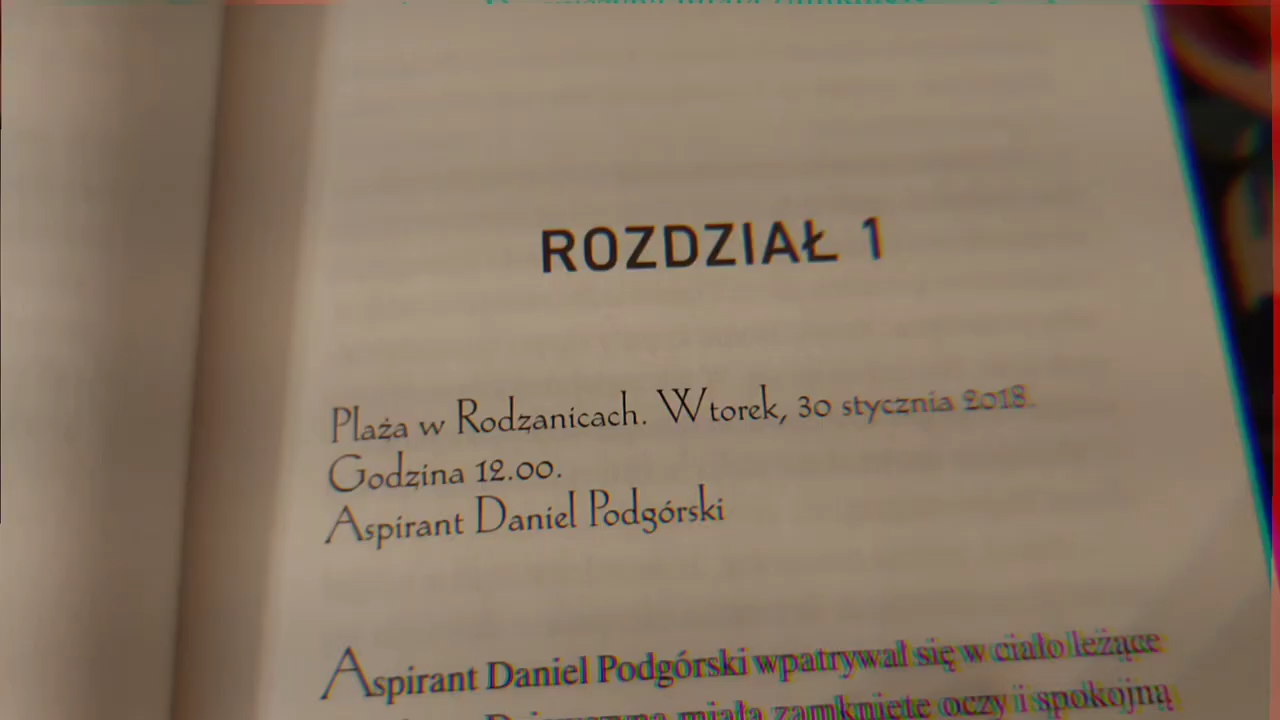 ROZDZIAŁ 1
Plaża w Rodzanicach. Wtorek, 30 stycznia 2018.
Godzina 12.00.
Aspirant Daniel Podgórski
Aspirant Daniel Podgórski wpatrywał się w ciało leżące
miała zamknięte oczy i spokojną